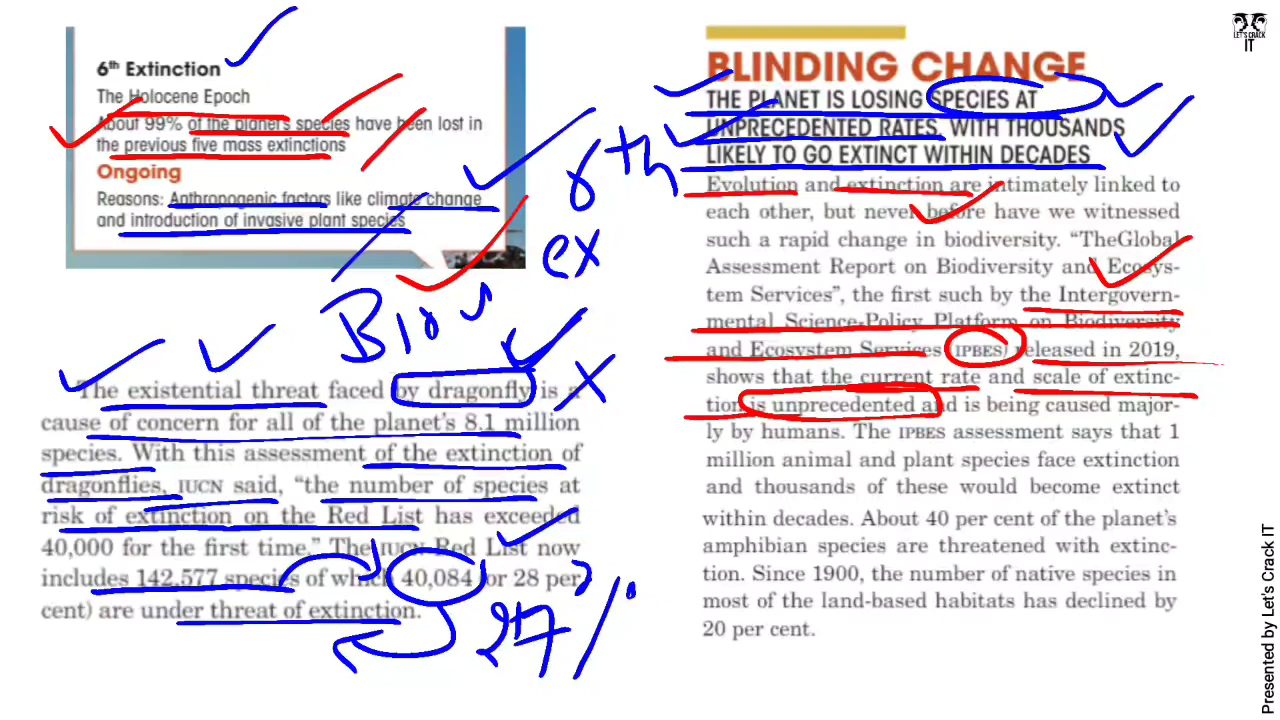 6th Extinction
The Holocene Epoch
About 99% of the planet's species have been lost in
the previous five mass extinctions
Ongoing
Reasons: Anthropogenic factors like climate change
and introduction of invasive plant species
6th
ex
Bio
x
The existential threat faced by dragonfly is a
cause of concern for all of the planet's 8.1 million
species. With this assessment of the extinction of
dragonflies, IUCN said, “the number of species at
risk of extinction on the Red List has exceeded
40,000 for the first time.” The IUCN Red List now
includes 142,577 species of which 40,084 (or 28 per
cent) are under threat of extinction.
27%
BLINDING CHANGE
THE PLANET IS LOSING SPECIES AT
UNPRECEDENTED RATES, WITH THOUSANDS
LIKELY TO GO EXTINCT WITHIN DECADES
Evolution and extinction are intimately linked to
each other, but never before have we witnessed
such a rapid change in biodiversity. “TheGlobal
Assessment Report on Biodiversity and Ecosys-
tem Services”, the first such by the Intergovern-
mental Science-Policy Platform on Biodiversity
and Ecosystem Services (IPBES) released in 2019,
shows that the current rate and scale of extinc-
tion is unprecedented and is being caused major-
ly by humans. The IPBES assessment says that 1
million animal and plant species face extinction
and thousands of these would become extinct
within decades. About 40 per cent of the planet's
amphibian species are threatened with extinc-
tion. Since 1900, the number of native species in
most of the land-based habitats has declined by
20 per cent.
LET'S CRACK
IT
Presented by Let's Crack IT